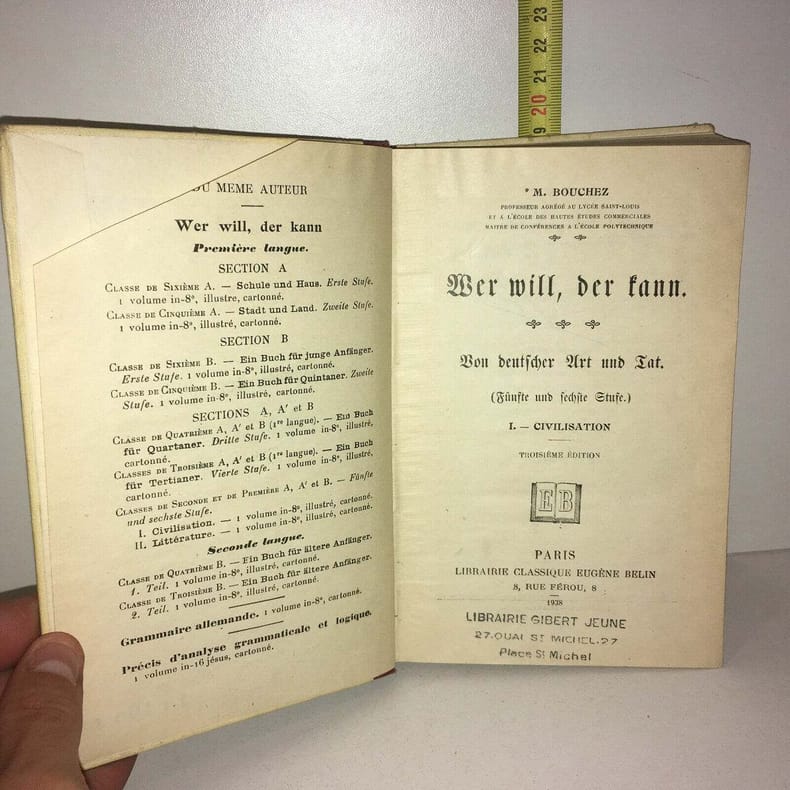 DU MEME AUTEUR
Wer will, der kann
Première langue.
SECTION A
Classe de Sixième A. — Schule und Haus. Erste Stufe.
1 volume in-8°, illustre, cartonné.
Classe de Cinquième A. — Stadt und Land. Zweite Stufe.
1 volume in-8°, illustré, cartonné.
SECTION B
Classe de Sixième B. — Ein Buch für junge Anfänger.
Erste Stufe. 1 volume in-8°, illustré, cartonné.
Classe de Cinquième B. — Ein Buch für Quintaner. Zweite
Stufe. 1 volume in-8°, illustré, cartonné.
SECTIONS A, A′ et B
Classe de Quatrième A, A′ et B (1re langue). — Ein Buch
für Quartaner. Dritte Stufe. 1 volume in-8°, illustré,
cartonné.
Classes de Troisième A, A′ et B (1re langue). — Ein Buch
für Tertianer. Vierte Stufe. 1 volume in-8°, illustré,
cartonné.
Classes de Seconde et de Première A, A′ et B. — Fünfte
und sechste Stufe.
I. Civilisation. — 1 volume in-8°, illustré, cartonné.
II. Littérature. — 1 volume in-8°, illustré, cartonné.
Seconde langue.
Classe de Quatrième B. — Ein Buch für ältere Anfänger.
1. Teil. 1 volume in-8°, illustré, cartonné.
Classe de Troisième B. — Ein Buch für ältere Anfänger.
2. Teil. 1 volume in-8°, illustré, cartonné.
Grammaire allemande. 1 volume in-8°, cartonné.
Précis d'analyse grammaticale et logique.
1 volume in-16 jésus, cartonné.
M. BOUCHEZ
PROFESSEUR AGRÉGÉ AU LYCÉE SAINT-LOUIS
ET A L'ÉCOLE DES HAUTES ÉTUDES COMMERCIALES
MAITRE DE CONFÉRENCES A L'ÉCOLE POLYTECHNIQUE
Wer will, der kann.
Von deutscher Art und Tat.
(Fünfte und sechste Stufe.)
I. — CIVILISATION
TROISIÈME ÉDITION
EB
PARIS
LIBRAIRIE CLASSIQUE EUGÈNE BELIN
8, RUE FÉROU, 8
1938
LIBRAIRIE GIBERT JEUNE
27.QUAI ST MICHEL.27
Place St Michel
23
22
21
20
9